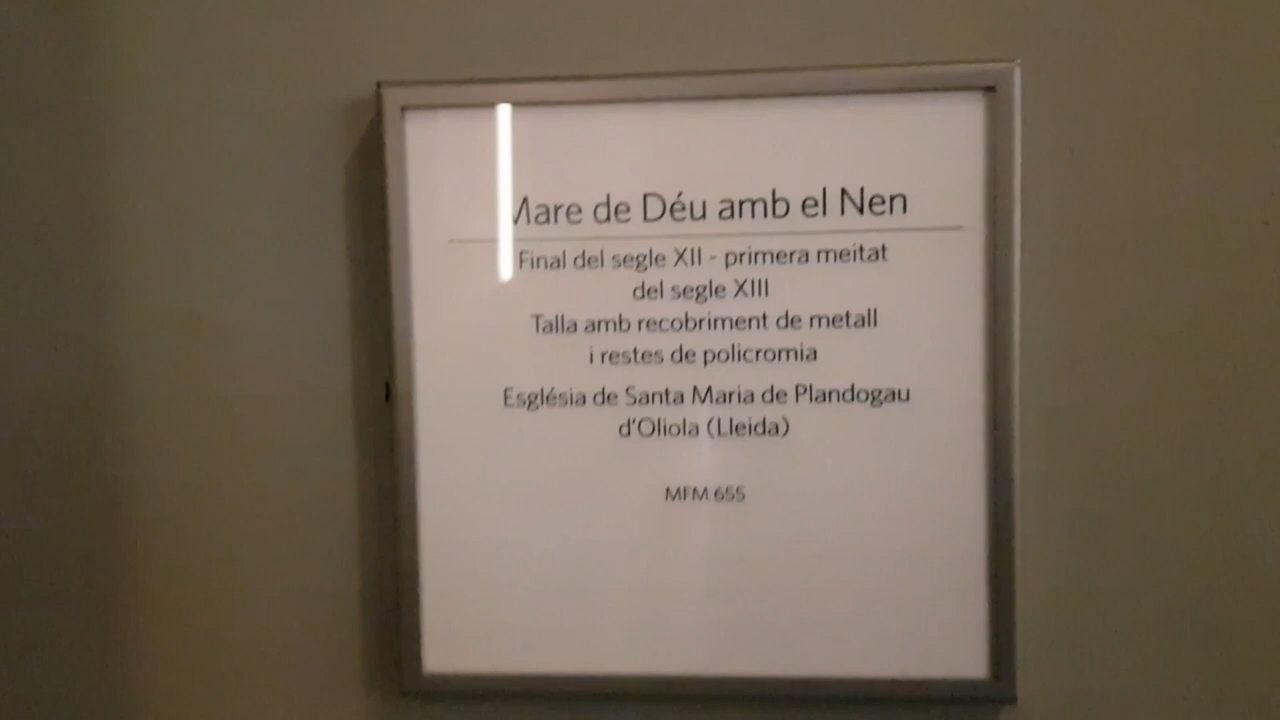 Mare de Déu amb el Nen
Final del segle XII - primera meitat
del segle XIII
Talla amb recobriment de metall
i restes de policromia
Església de Santa Maria de Plandogau
d'Oliola (Lleida)
MFM 655